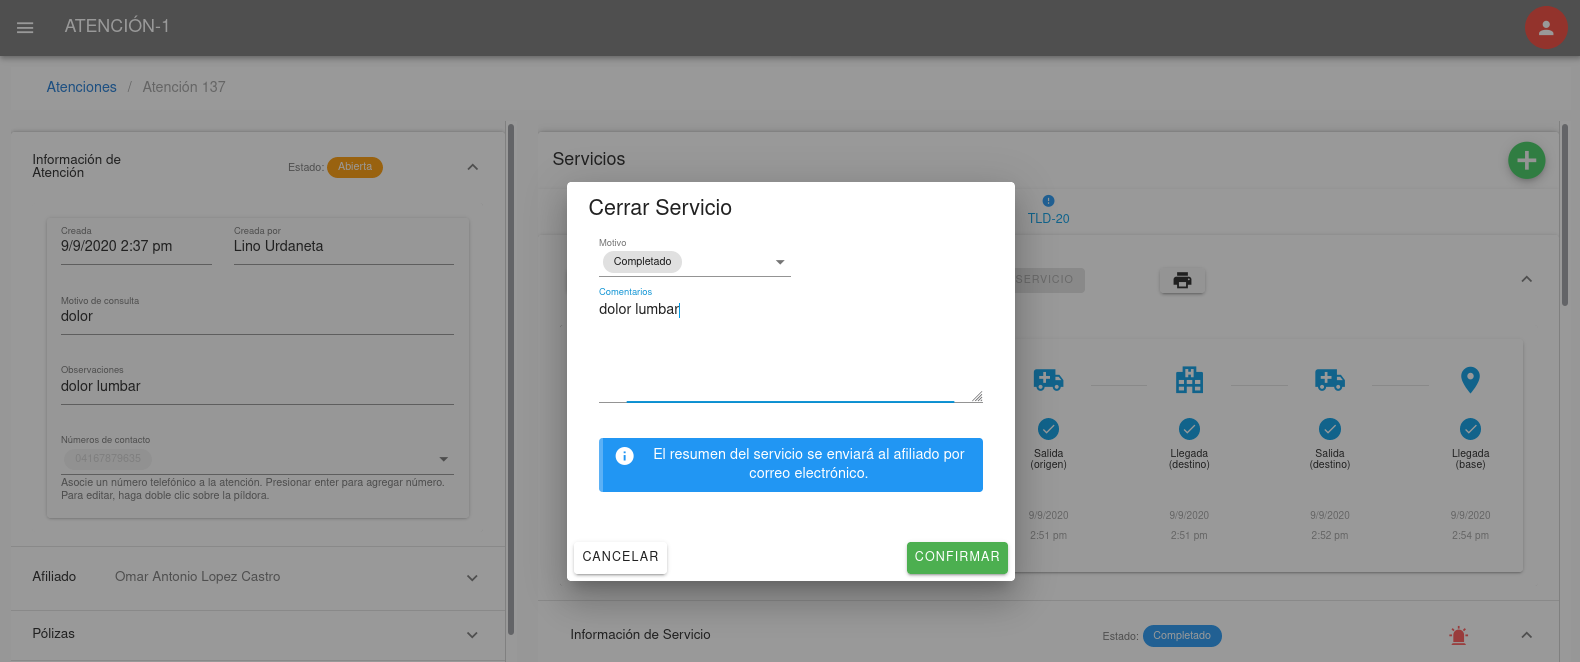 ATENCIÓN-1
Atenciones / Atención 137
Información de
Atención
Estado: Abierta
Creada
9/9/2020 2:37 pm
Creada por
Lino Urdaneta
Motivo de consulta
dolor
Observaciones
dolor lumbar
Números de contacto
04167879635
Asocie un número telefónico a la atención. Presionar enter para agregar número.
Para editar, haga doble clic sobre la píldora.
Afiliado Omar Antonio Lopez Castro
Pólizas
Servicios
TLD-20
SERVICIO
Cerrar Servicio
Motivo
Completado
Comentarios
dolor lumbar
El resumen del servicio se enviará al afiliado por
correo electrónico.
CANCELAR
CONFIRMAR
Salida
(origen)
9/9/2020
2:51 pm
Llegada
(destino)
9/9/2020
2:51 pm
Salida
(destino)
9/9/2020
2:52 pm
Llegada
(base)
9/9/2020
2:54 pm
Información de Servicio
Estado: Completado